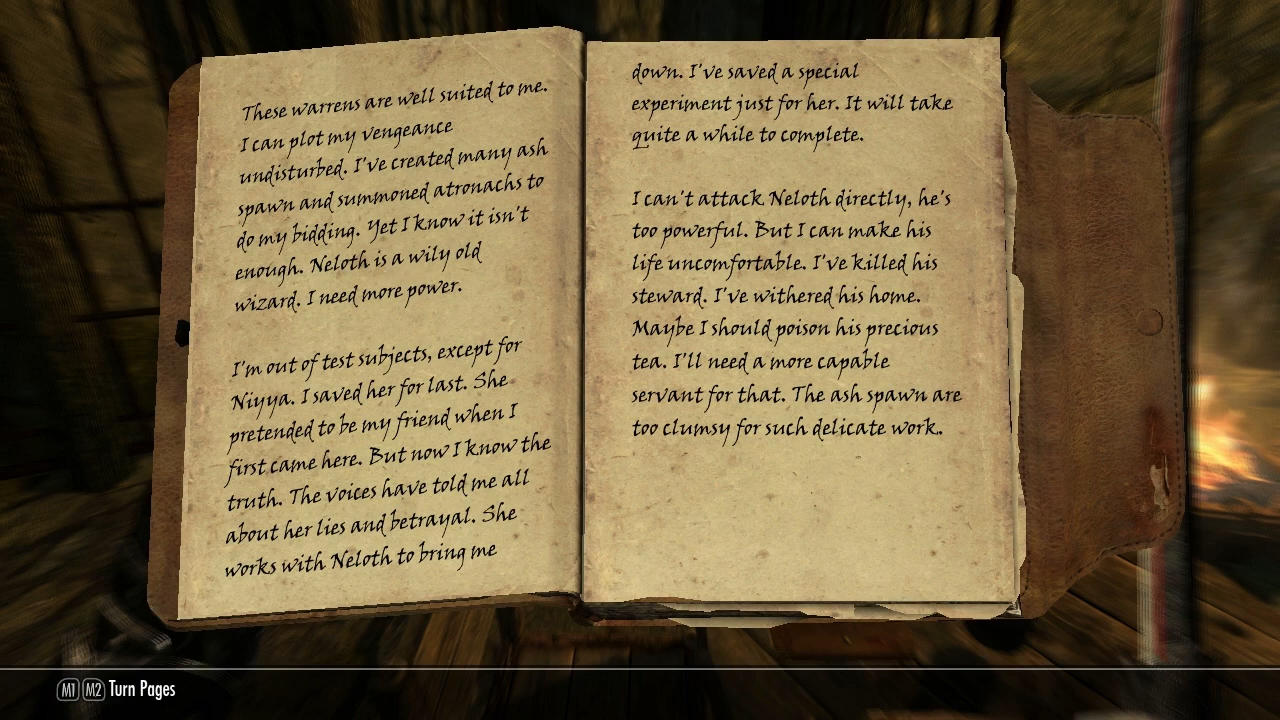 These warrens are well suited to me.
I can plot my vengeance
undisturbed. I've created many ash
spawn and summoned atronachs to
do my bidding. Yet I know it isn't
enough. Neloth is a wily old
wizard. I need more power.
I'm out of test subjects, except for
Niyya. I saved her for last. She
pretended to be my friend when I
first came here. But now I know the
truth. The voices have told me all
about her lies and betrayal. She
works with Neloth to bring me
down. I've saved a special
experiment just for her. It will take
quite a while to complete.
I can't attack Neloth directly, he's
too powerful. But I can make his
life uncomfortable. I've killed his
steward. I've withered his home.
Maybe I should poison his precious
tea. I'll need a more capable
servant for that. The ash spawn are
too clumsy for such delicate work.
M1 M2 Turn Pages